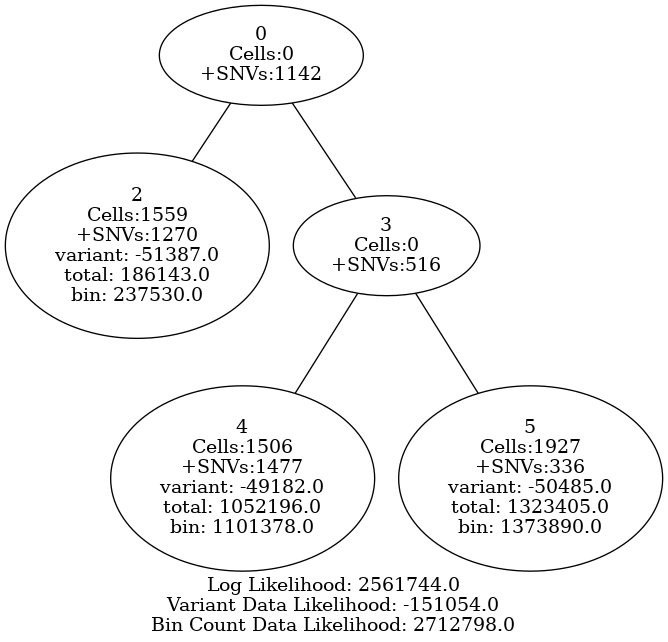 0
Cells:0
+SNVs:1142
2
Cells:1559
+SNVs:1270
variant: -51387.0
total: 186143.0
bin: 237530.0
3
Cells:0
+SNVs:516
4
Cells:1506
+SNVs:1477
variant: -49182.0
total: 1052196.0
bin: 1101378.0
5
Cells:1927
+SNVs:336
variant: -50485.0
total: 1323405.0
bin: 1373890.0
Log Likelihood: 2561744.0
Variant Data Likelihood: -151054.0
Bin Count Data Likelihood: 2712798.0